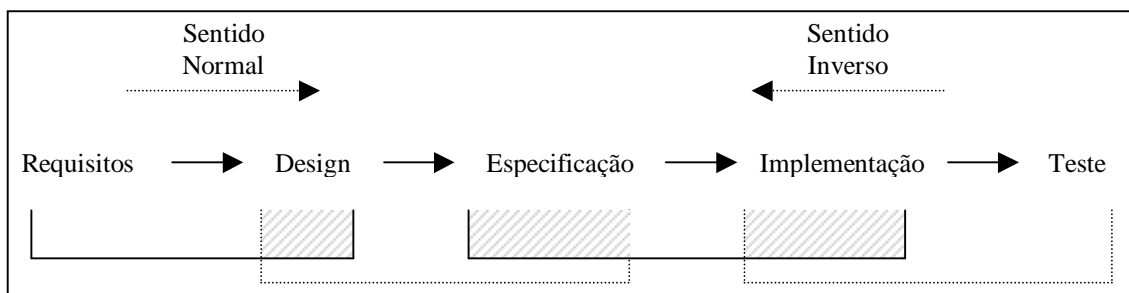 Sentido
Normal
Sentido
Inverso
Requisitos
Design
Especificação
Implementação
Teste